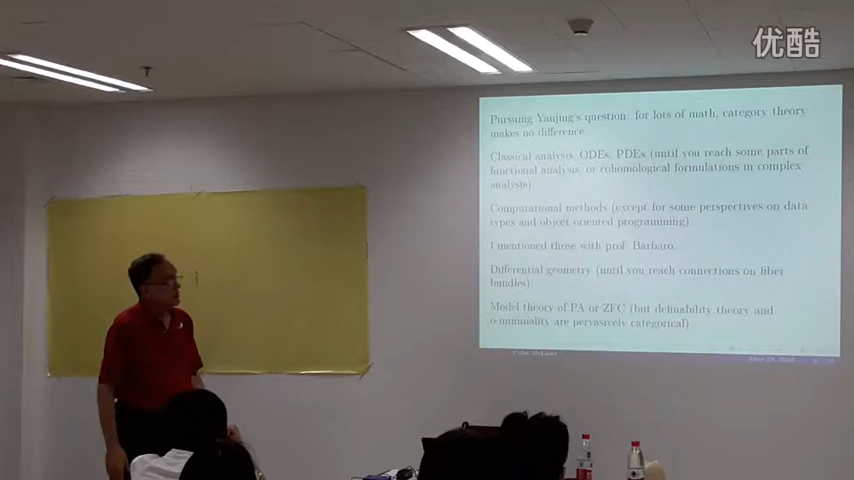 优酷
Pursuing Yanjing's question: for lots of math, category theory
makes no difference.
Classical analysis, ODEs, PDEs (until you reach some parts of
functional analysis, or cohomological formulations in complex
analysis)
Computational methods (except for some perspectives on data
types and object oriented programming).
I mentioned those with prof. Barbaro.
Differential geometry (until you reach connections on fiber
bundles)
Model theory of PA or ZFC (but definability theory and
o-minimality are pervasively categorical)
Colin